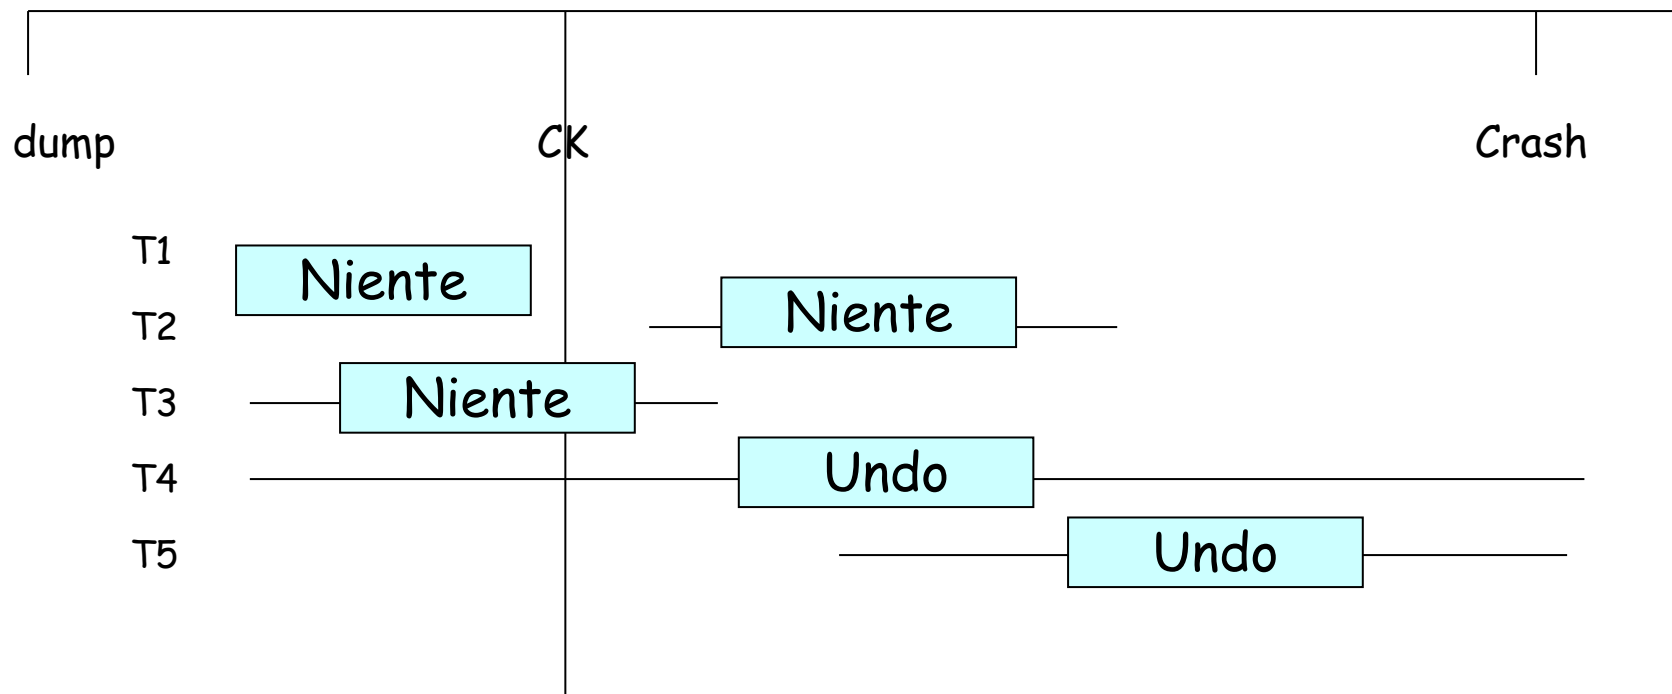 dump CK Crash
T1 Niente
T2 Niente
T3 Niente
T4 Undo
T5 Undo